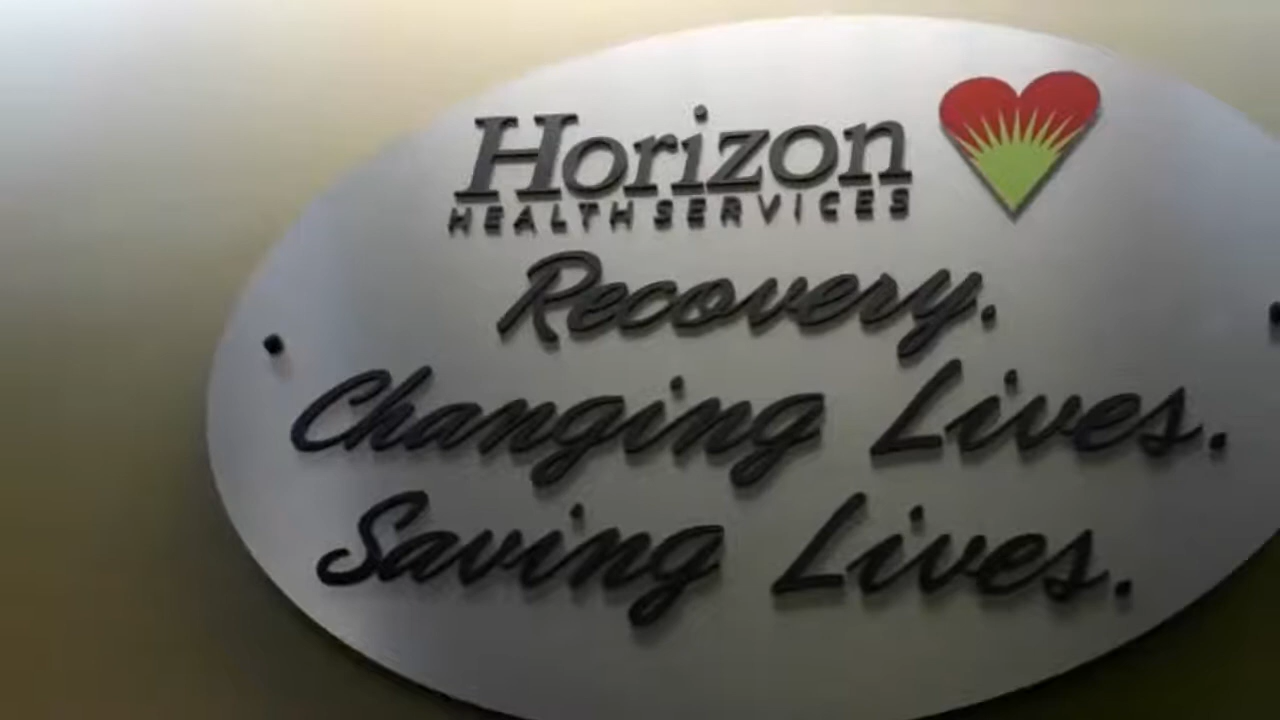 Horizon
HEALTH SERVICES
Recovery.
Changing Lives.
Saving Lives.